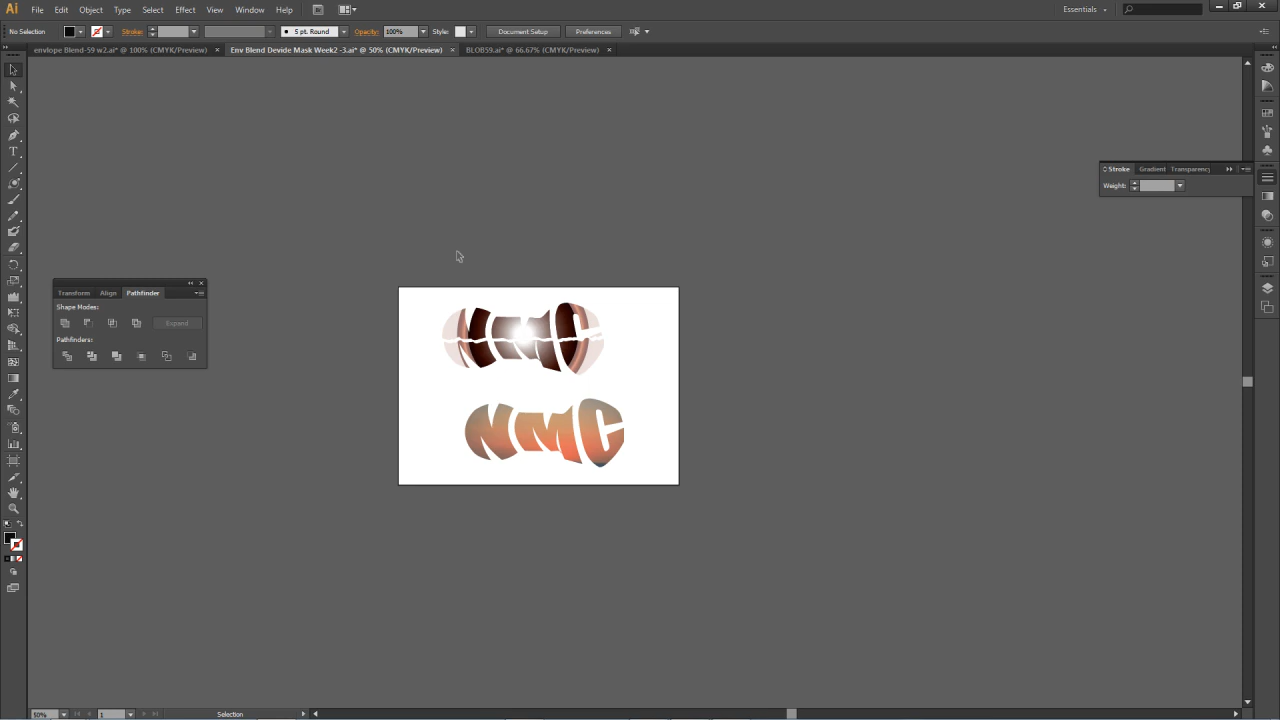 Ai File Edit Object Type Select Effect View Window Help Br Essentials
No Selection Stroke: 5 pt. Round Opacity: 100% Style: Document Setup Preferences
envlope Blend-59 w2.ai* @ 100% (CMYK/Preview) × Env Blend Devide Mask Week2 -3.ai* @ 50% (CMYK/Preview) × BLOB59.ai* @ 66.67% (CMYK/Preview) ×
Stroke Gradient Transparency
Weight:
Transform Align Pathfinder
Shape Modes:
Expand
Pathfinders:
NMC
NMC
50% 1 Selection